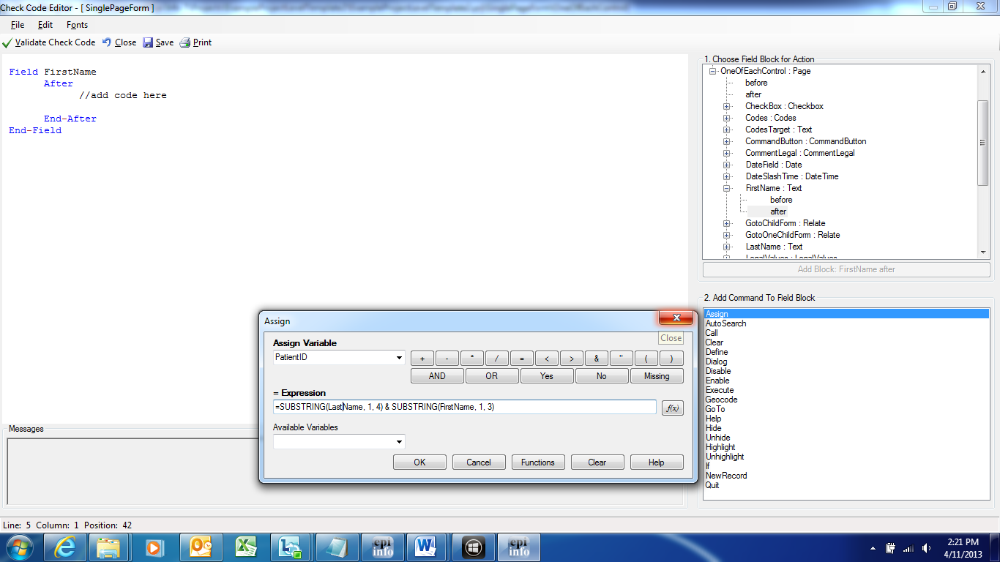 Check Code Editor - [ SinglePageForm ]
File Edit Fonts
Validate Check Code Close Save Print
Field FirstName
After
//add code here
End-After
End-Field
1. Choose Field Block for Action
OneOfEachControl : Page
before
after
CheckBox : Checkbox
Codes : Codes
CodesTarget : Text
CommandButton : CommandButton
CommentLegal : CommentLegal
DateField : Date
DateSlashTime : DateTime
FirstName : Text
before
after
GotoChildForm : Relate
GotoOneChildForm : Relate
LastName : Text
LegalValues : LegalValues
Add Block: FirstName after
2. Add Command To Field Block
Assign
AutoSearch
Call
Clear
Define
Dialog
Disable
Enable
Execute
Geocode
GoTo
Help
Hide
Unhide
Highlight
Unhighlight
If
NewRecord
Quit
Assign
Close
Assign Variable
PatientID
+ - * / = < > & " ( )
AND OR Yes No Missing
= Expression
=SUBSTRING(LastName, 1, 4) & SUBSTRING(FirstName, 1, 3)
f(x)
Available Variables
OK Cancel Functions Clear Help
Messages
Line: 5 Column: 1 Position: 42
epi info
epi info
2:21 PM
4/11/2013